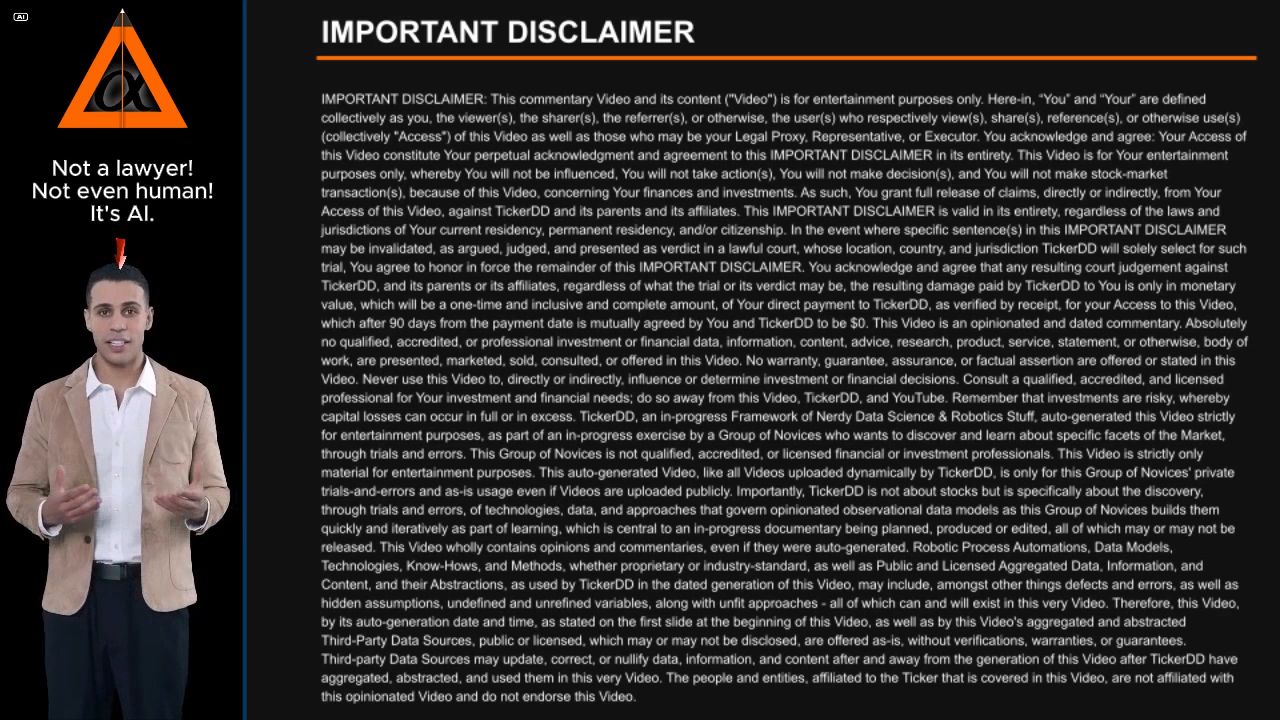 AI
α
Not a lawyer!
Not even human!
It's AI.
IMPORTANT DISCLAIMER
IMPORTANT DISCLAIMER: This commentary Video and its content ("Video") is for entertainment purposes only. Here-in, “You” and “Your” are defined
collectively as you, the viewer(s), the sharer(s), the referrer(s), or otherwise, the user(s) who respectively view(s), share(s), reference(s), or otherwise use(s)
(collectively "Access") of this Video as well as those who may be your Legal Proxy, Representative, or Executor. You acknowledge and agree: Your Access of
this Video constitute Your perpetual acknowledgment and agreement to this IMPORTANT DISCLAIMER in its entirety. This Video is for Your entertainment
purposes only, whereby You will not be influenced, You will not take action(s), You will not make decision(s), and You will not make stock-market
transaction(s), because of this Video, concerning Your finances and investments. As such, You grant full release of claims, directly or indirectly, from Your
Access of this Video, against TickerDD and its parents and its affiliates. This IMPORTANT DISCLAIMER is valid in its entirety, regardless of the laws and
jurisdictions of Your current residency, permanent residency, and/or citizenship. In the event where specific sentence(s) in this IMPORTANT DISCLAIMER
may be invalidated, as argued, judged, and presented as verdict in a lawful court, whose location, country, and jurisdiction TickerDD will solely select for such
trial, You agree to honor in force the remainder of this IMPORTANT DISCLAIMER. You acknowledge and agree that any resulting court judgement against
TickerDD, and its parents or its affiliates, regardless of what the trial or its verdict may be, the resulting damage paid by TickerDD to You is only in monetary
value, which will be a one-time and inclusive and complete amount, of Your direct payment to TickerDD, as verified by receipt, for your Access to this Video,
which after 90 days from the payment date is mutually agreed by You and TickerDD to be $0. This Video is an opinionated and dated commentary. Absolutely
no qualified, accredited, or professional investment or financial data, information, content, advice, research, product, service, statement, or otherwise, body of
work, are presented, marketed, sold, consulted, or offered in this Video. No warranty, guarantee, assurance, or factual assertion are offered or stated in this
Video. Never use this Video to, directly or indirectly, influence or determine investment or financial decisions. Consult a qualified, accredited, and licensed
professional for Your investment and financial needs; do so away from this Video, TickerDD, and YouTube. Remember that investments are risky, whereby
capital losses can occur in full or in excess. TickerDD, an in-progress Framework of Nerdy Data Science & Robotics Stuff, auto-generated this Video strictly
for entertainment purposes, as part of an in-progress exercise by a Group of Novices who wants to discover and learn about specific facets of the Market,
through trials and errors. This Group of Novices is not qualified, accredited, or licensed financial or investment professionals. This Video is strictly only
material for entertainment purposes. This auto-generated Video, like all Videos uploaded dynamically by TickerDD, is only for this Group of Novices' private
trials-and-errors and as-is usage even if Videos are uploaded publicly. Importantly, TickerDD is not about stocks but is specifically about the discovery,
through trials and errors, of technologies, data, and approaches that govern opinionated observational data models as this Group of Novices builds them
quickly and iteratively as part of learning, which is central to an in-progress documentary being planned, produced or edited, all of which may or may not be
released. This Video wholly contains opinions and commentaries, even if they were auto-generated. Robotic Process Automations, Data Models,
Technologies, Know-Hows, and Methods, whether proprietary or industry-standard, as well as Public and Licensed Aggregated Data, Information, and
Content, and their Abstractions, as used by TickerDD in the dated generation of this Video, may include, amongst other things defects and errors, as well as
hidden assumptions, undefined and unrefined variables, along with unfit approaches - all of which can and will exist in this very Video. Therefore, this Video,
by its auto-generation date and time, as stated on the first slide at the beginning of this Video, as well as by this Video's aggregated and abstracted
Third-Party Data Sources, public or licensed, which may or may not be disclosed, are offered as-is, without verifications, warranties, or guarantees.
Third-party Data Sources may update, correct, or nullify data, information, and content after and away from the generation of this Video after TickerDD have
aggregated, abstracted, and used them in this very Video. The people and entities, affiliated to the Ticker that is covered in this Video, are not affiliated with
this opinionated Video and do not endorse this Video.